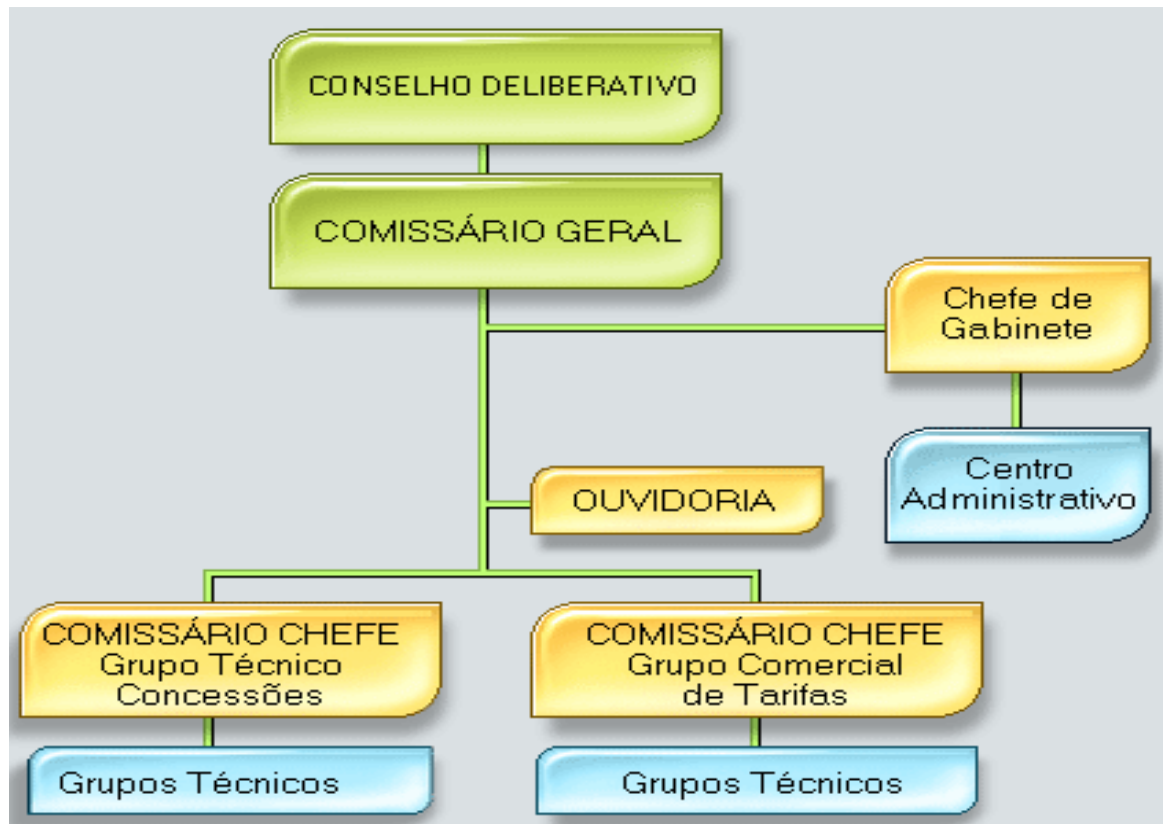 CONSELHO DELIBERATIVO
COMISSÁRIO GERAL
Chefe de
Gabinete
Centro
Administrativo
OUVIDORIA
COMISSÁRIO CHEFE
Grupo Técnico
Concessões
COMISSÁRIO CHEFE
Grupo Comercial
de Tarifas
Grupos Técnicos
Grupos Técnicos